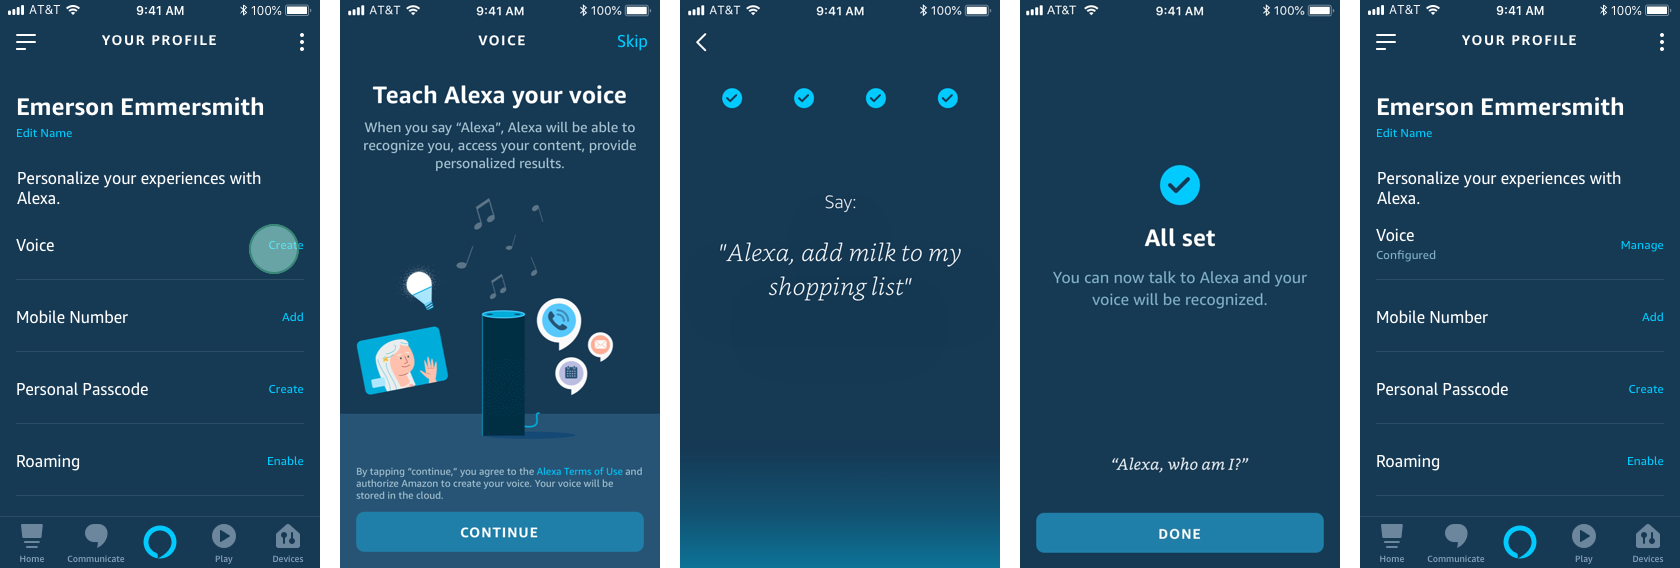 AT&T 9:41 AM 100%
YOUR PROFILE
Emerson Emmersmith
Edit Name
Personalize your experiences with
Alexa.
Voice Create
Mobile Number Add
Personal Passcode Create
Roaming Enable
Home Communicate Play Devices
AT&T 9:41 AM 100%
VOICE Skip
Teach Alexa your voice
When you say “Alexa”, Alexa will be able to
recognize you, access your content, provide
personalized results.
By tapping “continue,” you agree to the Alexa Terms of Use and
authorize Amazon to create your voice. Your voice will be
stored in the cloud.
CONTINUE
AT&T 9:41 AM 100%
Say:
"Alexa, add milk to my
shopping list"
AT&T 9:41 AM 100%
All set
You can now talk to Alexa and your
voice will be recognized.
“Alexa, who am I?”
DONE
AT&T 9:41 AM 100%
YOUR PROFILE
Emerson Emmersmith
Edit Name
Personalize your experiences with
Alexa.
Voice
Configured
Manage
Mobile Number Add
Personal Passcode Create
Roaming Enable
Home Communicate Play Devices